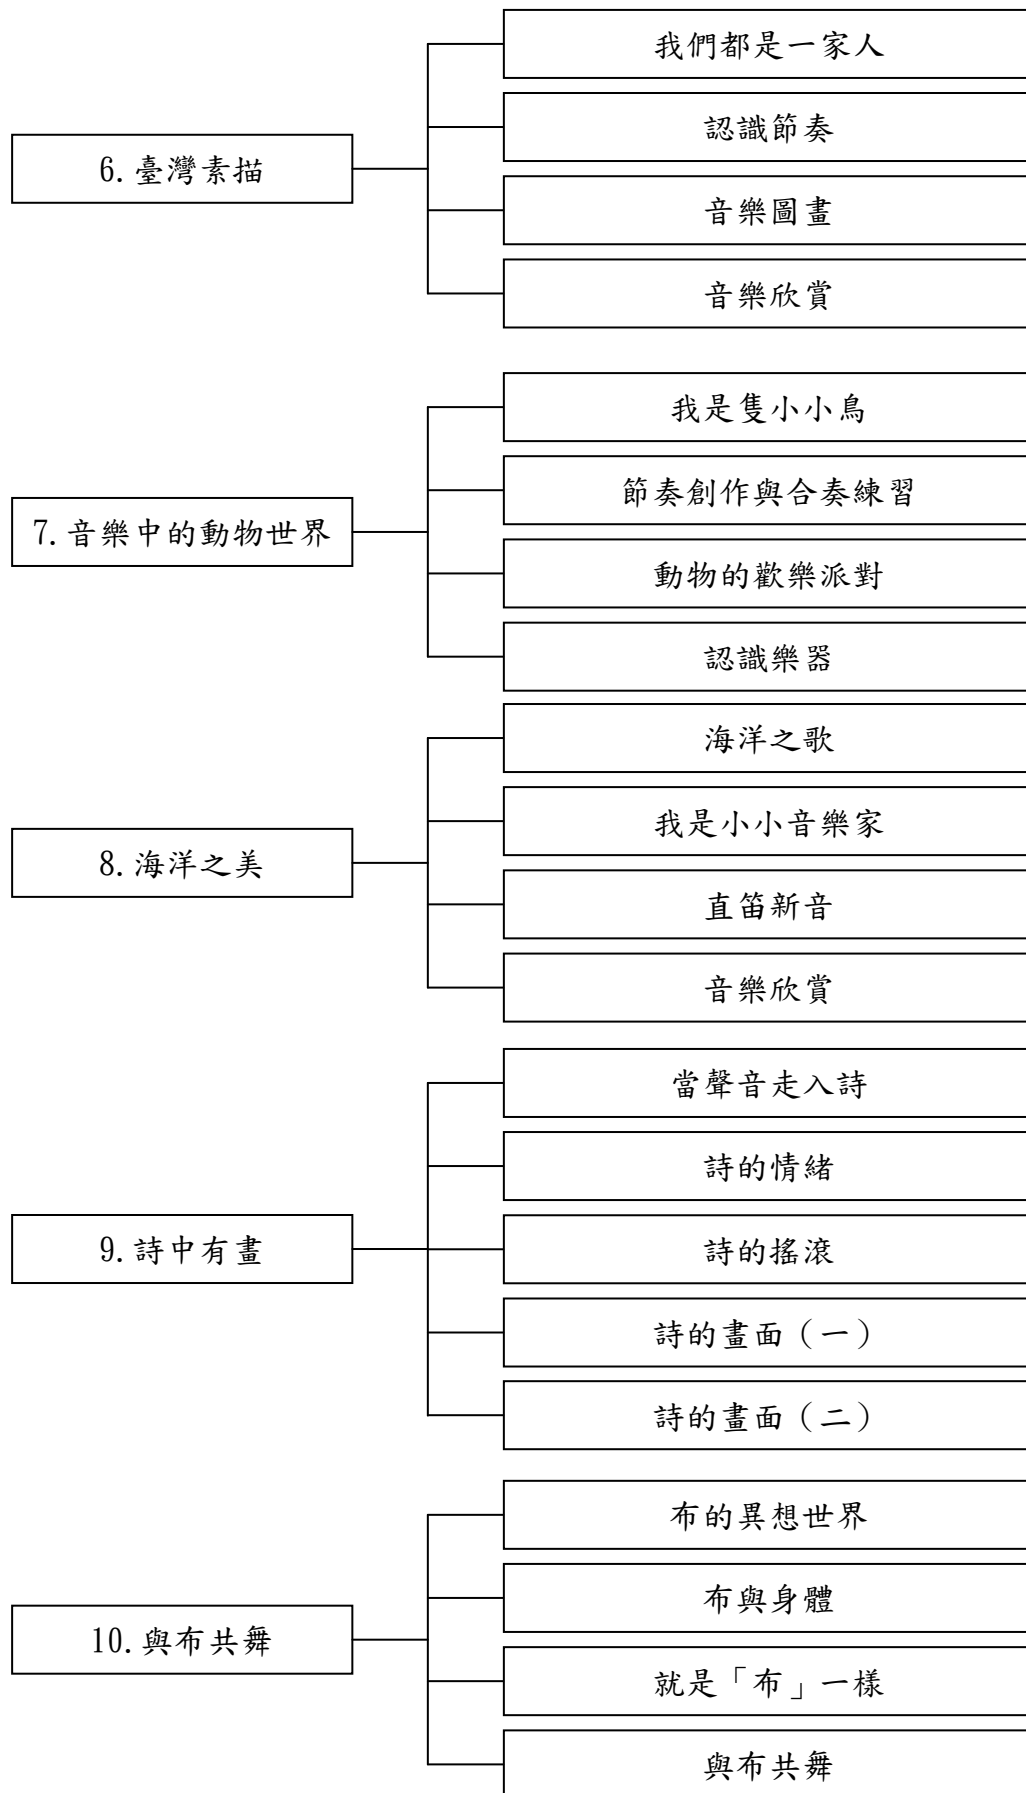 6.臺灣素描
我們都是一家人
認識節奏
音樂圖畫
音樂欣賞
7.音樂中的動物世界
我是隻小小鳥
節奏創作與合奏練習
動物的歡樂派對
認識樂器
8.海洋之美
海洋之歌
我是小小音樂家
直笛新音
音樂欣賞
9.詩中有畫
當聲音走入詩
詩的情緒
詩的搖滾
詩的畫面（一）
詩的畫面（二）
10.與布共舞
布的異想世界
布與身體
就是「布」一樣
與布共舞